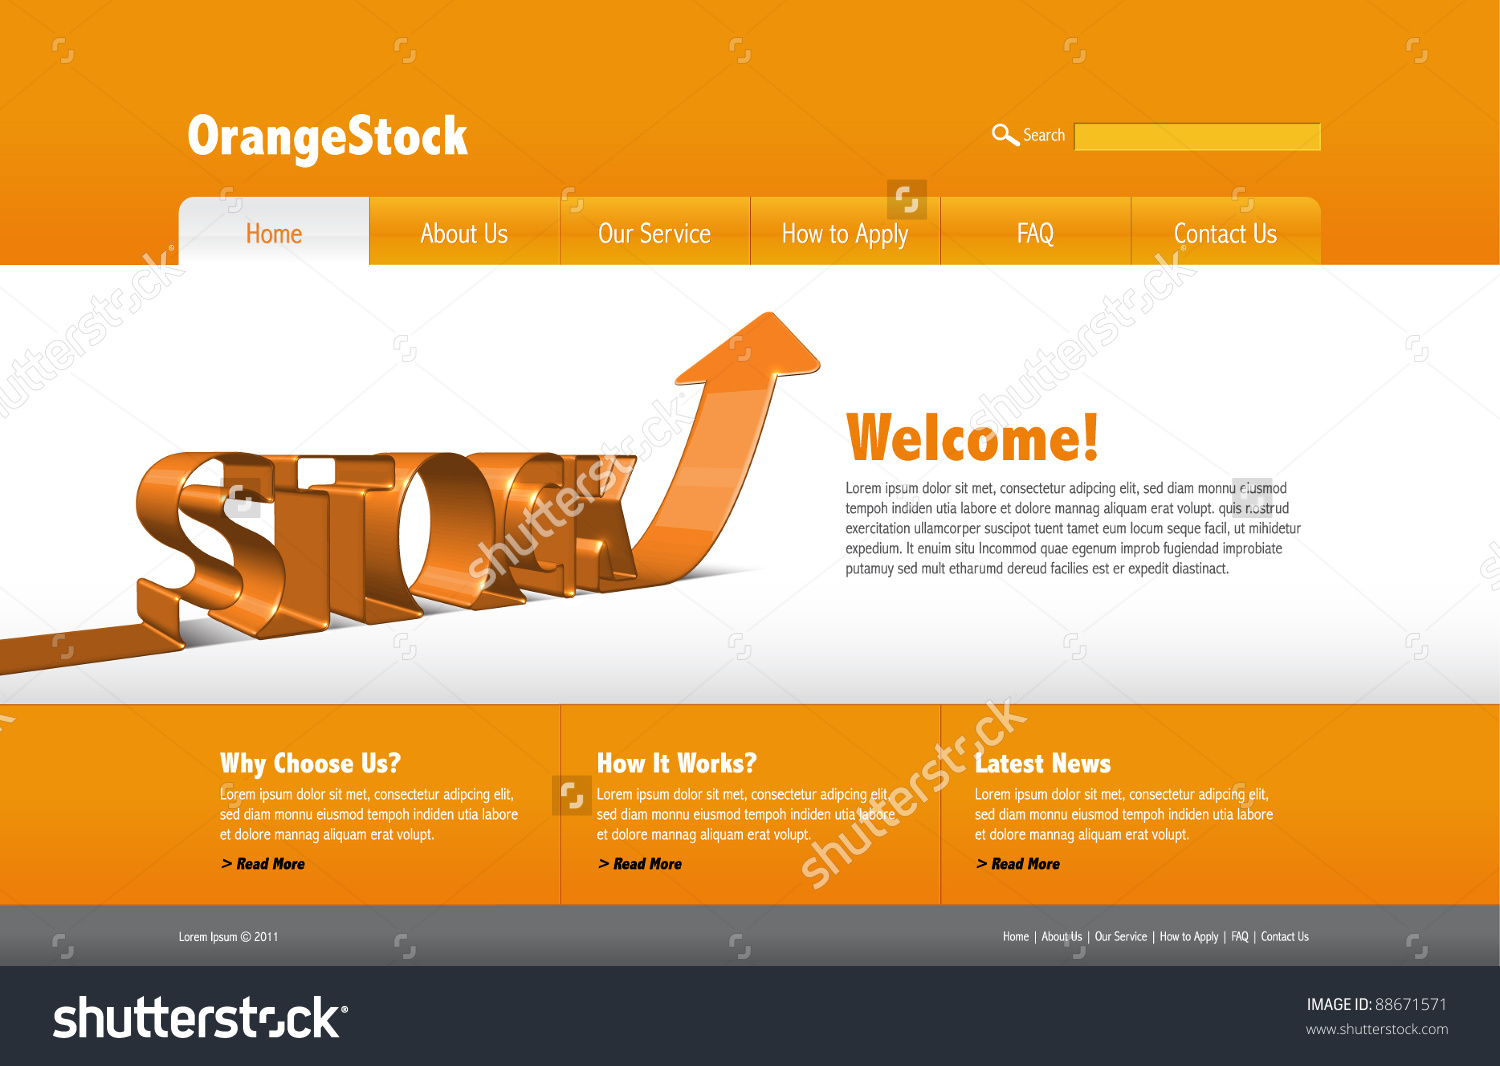 OrangeStock
Search
Home
About Us
Our Service
How to Apply
FAQ
Contact Us
STOCK
Welcome!
Lorem ipsum dolor sit met, consectetur adipcing elit, sed diam monnu eiusmod
tempoh indiden utia labore et dolore mannag aliquam erat volupt. quis nostrud
exercitation ullamcorper suscipot tuent tamet eum locum seque facil, ut mihidetur
expedium. It enuim situ Incommod quae egenum improb fugiendad improbiate
putamuy sed mult etharumd dereud facilies est er expedit diastinact.
Why Choose Us?
Lorem ipsum dolor sit met, consectetur adipcing elit,
sed diam monnu eiusmod tempoh indiden utia labore
et dolore mannag aliquam erat volupt.
> Read More
How It Works?
Lorem ipsum dolor sit met, consectetur adipcing elit,
sed diam monnu eiusmod tempoh indiden utia labore
et dolore mannag aliquam erat volupt.
> Read More
Latest News
Lorem ipsum dolor sit met, consectetur adipcing elit,
sed diam monnu eiusmod tempoh indiden utia labore
et dolore mannag aliquam erat volupt.
> Read More
Lorem Ipsum © 2011
Home | About Us | Our Service | How to Apply | FAQ | Contact Us
shutterstock®
shutterstock
shutterstock®
shutterstock
shutterstock®
IMAGE ID: 88671571
www.shutterstock.com